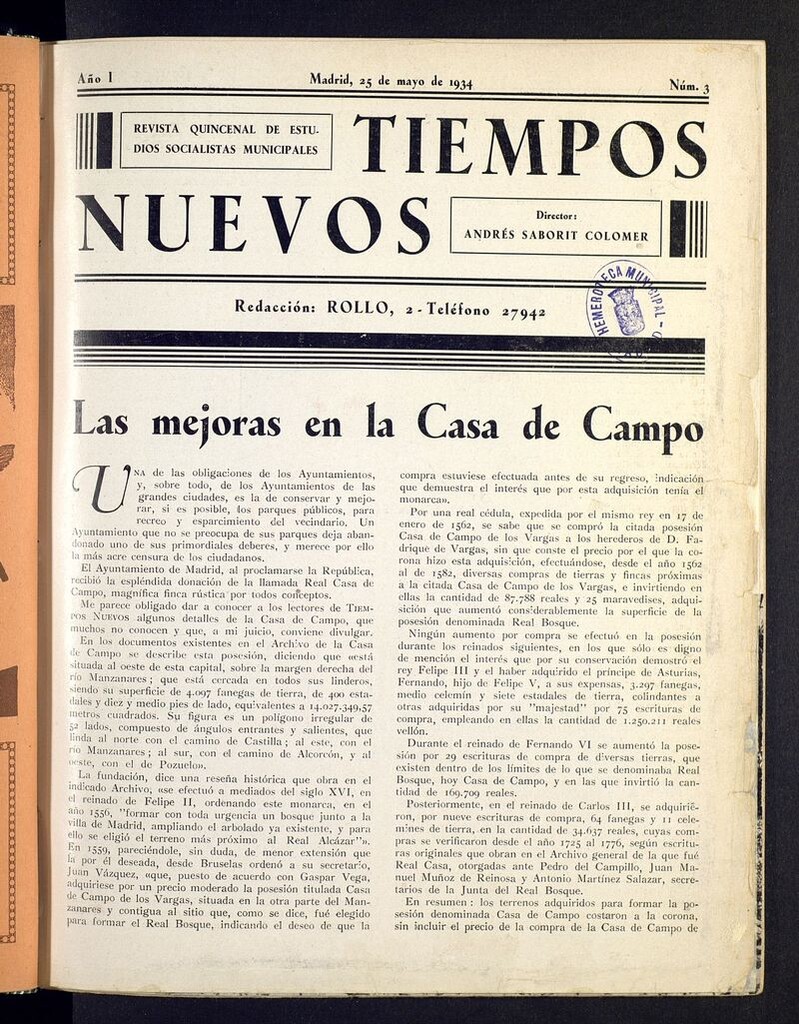 Año I
Madrid, 25 de mayo de 1934
Núm. 3
REVISTA QUINCENAL DE ESTU-
DIOS SOCIALISTAS MUNICIPALES
TIEMPOS
NUEVOS
Director:
ANDRÉS SABORIT COLOMER
Redacción: ROLLO, 2 - Teléfono 27942
HEMEROTECA MUNICIPAL
Las mejoras en la Casa de Campo
UNA de las obligaciones de los Ayuntamientos,
y, sobre todo, de los Ayuntamientos de las
grandes ciudades, es la de conservar y mejo-
rar, si es posible, los parques públicos, para
recreo y esparcimiento del vecindario. Un
Ayuntamiento que no se preocupa de sus parques deja aban-
donado uno de sus primordiales deberes, y merece por ello
la más acre censura de los ciudadanos.
El Ayuntamiento de Madrid, al proclamarse la República,
recibió la espléndida donación de la llamada Real Casa de
Campo, magnífica finca rústica por todos conceptos.
Me parece obligado dar a conocer a los lectores de TIEM-
POS NUEVOS algunos detalles de la Casa de Campo, que
muchos no conocen y que, a mi juicio, conviene divulgar.
En los documentos existentes en el Archivo de la Casa
de Campo se describe esta posesión, diciendo que «está
situada al oeste de esta capital, sobre la margen derecha del
río Manzanares; que está cercada en todos sus linderos,
siendo su superficie de 4.097 fanegas de tierra, de 400 esta-
dales y diez y medio pies de lado, equivalentes a 14.027.349,57
metros cuadrados. Su figura es un polígono irregular de
52 lados, compuesto de ángulos entrantes y salientes, que
linda al norte con el camino de Castilla; al este, con el
río Manzanares; al sur, con el camino de Alcorcón, y al
oeste, con el de Pozuelo».
La fundación, dice una reseña histórica que obra en el
indicado Archivo, «se efectuó a mediados del siglo XVI, en
el reinado de Felipe II, ordenando este monarca, en el
año 1556, "formar con toda urgencia un bosque junto a la
villa de Madrid, ampliando el arbolado ya existente, y para
ello se eligió el terreno más próximo al Real Alcázar"».
En 1559, pareciéndole, sin duda, de menor extensión que
la por él deseada, desde Bruselas ordenó a su secretario,
Juan Vázquez, «que, puesto de acuerdo con Gaspar Vega,
adquiriese por un precio moderado la posesión titulada Casa
de Campo de los Vargas, situada en la otra parte del Man-
zanares y contigua al sitio que, como se dice, fué elegido
para formar el Real Bosque, indicando el deseo de que la
compra estuviese efectuada antes de su regreso, indicación
que demuestra el interés que por esta adquisición tenía el
monarca».
Por una real cédula, expedida por el mismo rey en 17 de
enero de 1562, se sabe que se compró la citada posesión
Casa de Campo de los Vargas a los herederos de D. Fa-
drique de Vargas, sin que conste el precio por el que la co-
rona hizo esta adquisición, efectuándose, desde el año 1562
al de 1582, diversas compras de tierras y fincas próximas
a la citada Casa de Campo de los Vargas, e invirtiendo en
ellas la cantidad de 87.788 reales y 25 maravedises, adqui-
sición que aumentó considerablemente la superficie de la
posesión denominada Real Bosque.
Ningún aumento por compra se efectuó en la posesión
durante los reinados siguientes, en los que sólo es digno
de mención el interés que por su conservación demostró el
rey Felipe III y el haber adquirido el príncipe de Asturias,
Fernando, hijo de Felipe V, a sus expensas, 3.297 fanegas,
medio celemín y siete estadales de tierra, colindantes a
otras adquiridas por su "majestad" por 75 escrituras de
compra, empleando en ellas la cantidad de 1.250.211 reales
vellón.
Durante el reinado de Fernando VI se aumentó la pose-
sión por 29 escrituras de compra de diversas tierras, que
existen dentro de los límites de lo que se denominaba Real
Bosque, hoy Casa de Campo, y en las que invirtió la can-
tidad de 169.709 reales.
Posteriormente, en el reinado de Carlos III, se adquirie-
ron, por nueve escrituras de compra, 64 fanegas y 11 cele-
mines de tierra, en la cantidad de 34.637 reales, cuyas com-
pras se verificaron desde el año 1725 al 1776, según escritu-
ras originales que obran en el Archivo general de la que fué
Real Casa, otorgadas ante Pedro del Campillo, Juan Ma-
nuel Muñoz de Reinosa y Antonio Martínez Salazar, secre-
tarios de la Junta del Real Bosque.
En resumen: los terrenos adquiridos para formar la po-
sesión denominada Casa de Campo costaron a la corona,
sin incluir el precio de la compra de la Casa de Campo de